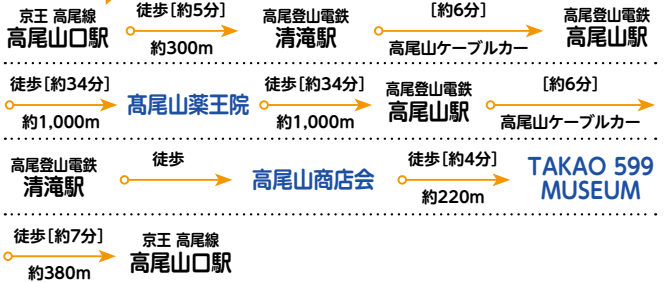 京王 高尾線
高尾山口駅
徒歩[約5分]
約300m
高尾登山電鉄
清滝駅
[約6分]
高尾山ケーブルカー
高尾登山電鉄
高尾山駅
徒歩[約34分]
約1,000m
髙尾山薬王院
徒歩[約34分]
約1,000m
高尾登山電鉄
高尾山駅
[約6分]
高尾山ケーブルカー
高尾登山電鉄
清滝駅
徒歩
高尾山商店会
徒歩[約4分]
約220m
TAKAO 599
MUSEUM
徒歩[約7分]
約380m
京王 高尾線
高尾山口駅